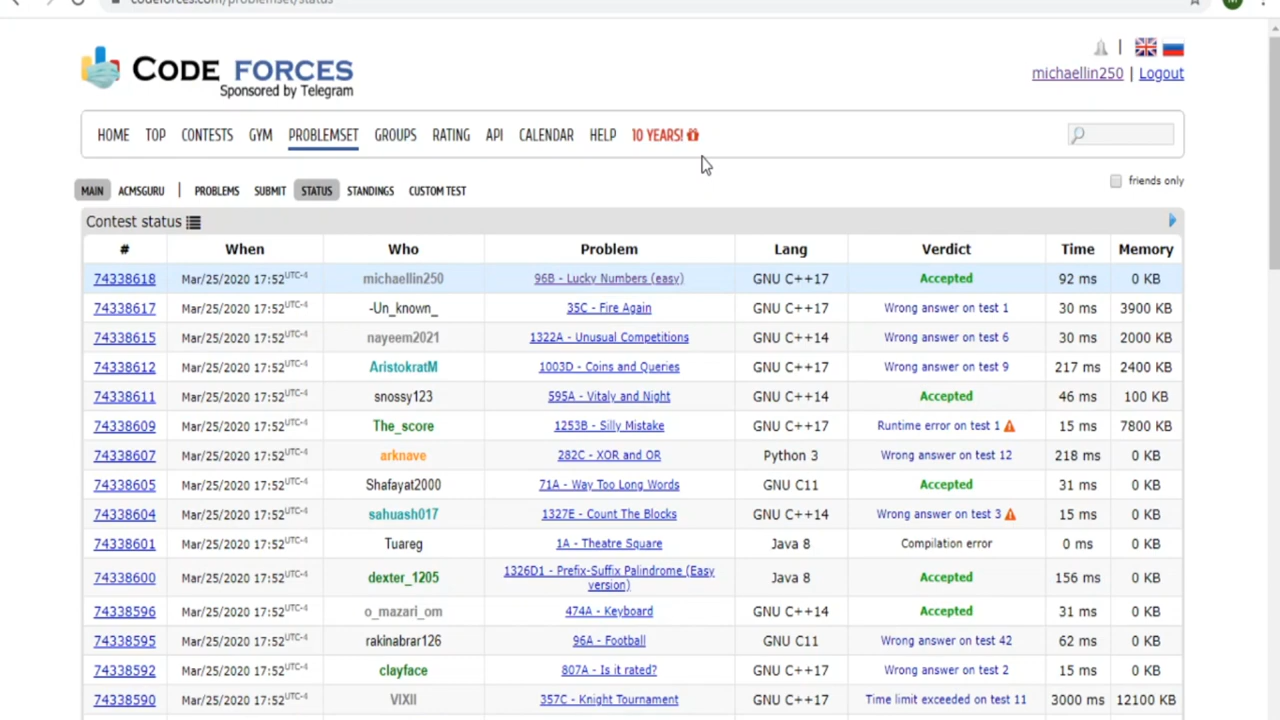 codeforces.com/problemset/status
M
CODE FORCES
Sponsored by Telegram
michaellin250 | Logout
HOME TOP CONTESTS GYM PROBLEMSET GROUPS RATING API CALENDAR HELP 10 YEARS!
MAIN ACMSGURU | PROBLEMS SUBMIT STATUS STANDINGS CUSTOM TEST
friends only
Contest status
# When Who Problem Lang Verdict Time Memory
74338618 Mar/25/2020 17:52UTC-4 michaellin250 96B - Lucky Numbers (easy) GNU C++17 Accepted 92 ms 0 KB
74338617 Mar/25/2020 17:52UTC-4 -Un_known_ 35C - Fire Again GNU C++17 Wrong answer on test 1 30 ms 3900 KB
74338615 Mar/25/2020 17:52UTC-4 nayeem2021 1322A - Unusual Competitions GNU C++14 Wrong answer on test 6 30 ms 2000 KB
74338612 Mar/25/2020 17:52UTC-4 AristokratM 1003D - Coins and Queries GNU C++17 Wrong answer on test 9 217 ms 2400 KB
74338611 Mar/25/2020 17:52UTC-4 snossy123 595A - Vitaly and Night GNU C++14 Accepted 46 ms 100 KB
74338609 Mar/25/2020 17:52UTC-4 The_score 1253B - Silly Mistake GNU C++17 Runtime error on test 1 15 ms 7800 KB
74338607 Mar/25/2020 17:52UTC-4 arknave 282C - XOR and OR Python 3 Wrong answer on test 12 218 ms 0 KB
74338605 Mar/25/2020 17:52UTC-4 Shafayat2000 71A - Way Too Long Words GNU C11 Accepted 31 ms 0 KB
74338604 Mar/25/2020 17:52UTC-4 sahuash017 1327E - Count The Blocks GNU C++14 Wrong answer on test 3 15 ms 0 KB
74338601 Mar/25/2020 17:52UTC-4 Tuareg 1A - Theatre Square Java 8 Compilation error 0 ms 0 KB
74338600 Mar/25/2020 17:52UTC-4 dexter_1205 1326D1 - Prefix-Suffix Palindrome (Easy
version) Java 8 Accepted 156 ms 0 KB
74338596 Mar/25/2020 17:52UTC-4 o_mazari_om 474A - Keyboard GNU C++14 Accepted 31 ms 0 KB
74338595 Mar/25/2020 17:52UTC-4 rakinabrar126 96A - Football GNU C11 Wrong answer on test 42 62 ms 0 KB
74338592 Mar/25/2020 17:52UTC-4 clayface 807A - Is it rated? GNU C++17 Wrong answer on test 2 15 ms 0 KB
74338590 Mar/25/2020 17:52UTC-4 VIXII 357C - Knight Tournament GNU C++17 Time limit exceeded on test 11 3000 ms 12100 KB